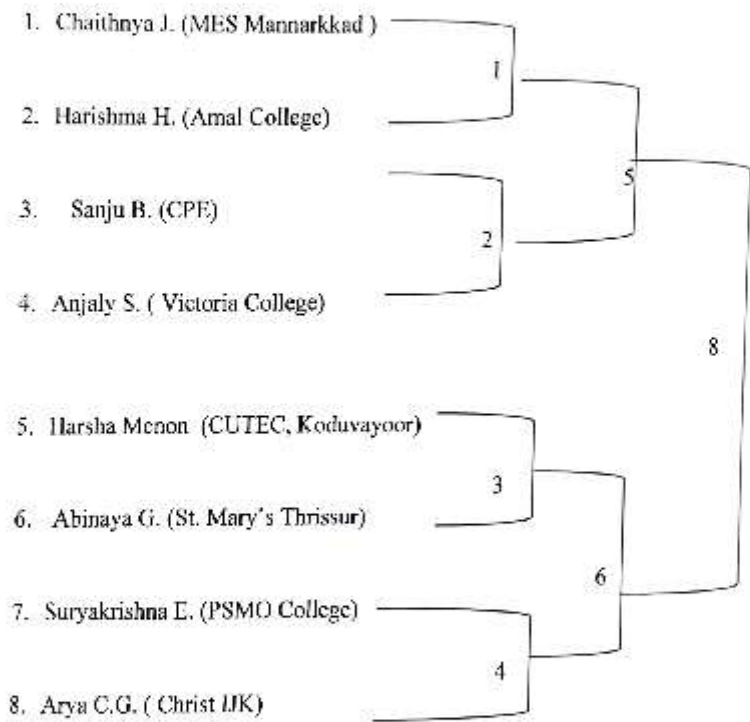 1. Chaithnya J. (MES Mannarkkad )
1
2. Harishma H. (Amal College)
5
3. Sanju B. (CPE)
2
4. Anjaly S. ( Victoria College)
8
5. Harsha Menon (CUTEC, Koduvayoor)
3
6. Abinaya G. (St. Mary's Thrissur)
6
7. Suryakrishna E. (PSMO College)
4
8. Arya C.G. ( Christ IJK)